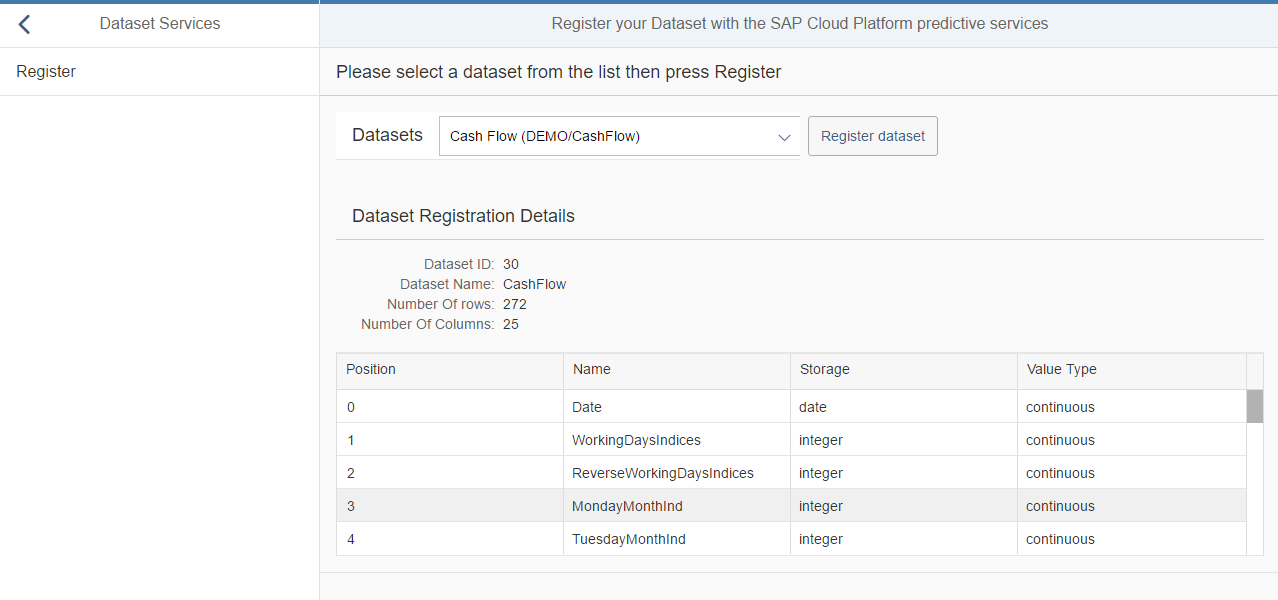 Dataset Services
Register your Dataset with the SAP Cloud Platform predictive services
Register
Please select a dataset from the list then press Register
Datasets Cash Flow (DEMO/CashFlow) Register dataset
Dataset Registration Details
Dataset ID: 30
Dataset Name: CashFlow
Number Of rows: 272
Number Of Columns: 25
Position Name Storage Value Type
0 Date date continuous
1 WorkingDaysIndices integer continuous
2 ReverseWorkingDaysIndices integer continuous
3 MondayMonthInd integer continuous
4 TuesdayMonthInd integer continuous